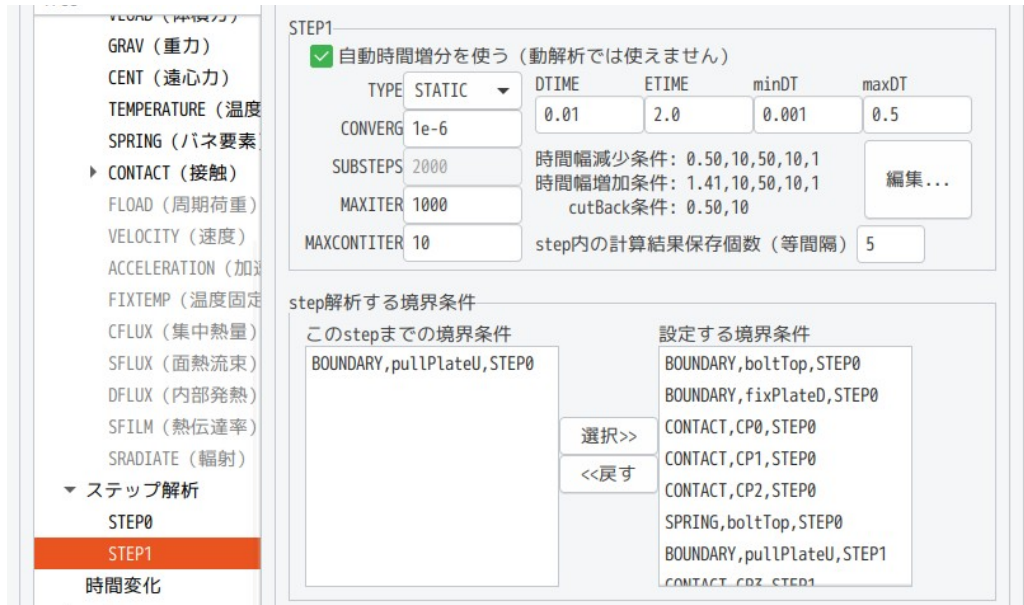 GRAV (重力)
CENT (遠心力)
TEMPERATURE (温度
SPRING (バネ要素
CONTACT (接触)
FLOAD (周期荷重)
VELOCITY (速度)
ACCELERATION (加速
FIXTEMP (温度固定
CFLUX (集中熱量)
SFLUX (面熱流束)
DFLUX (内部発熱)
SFILM (熱伝達率)
SRADIATE (輻射)
ステップ解析
STEP0
STEP1
時間変化
STEP1
自動時間増分を使う (動解析では使えません)
TYPE STATIC
CONVERG 1e-6
SUBSTEPS 2000
MAXITER 1000
MAXCONTITER 10
DTIME ETIME minDT maxDT
0.01 2.0 0.001 0.5
時間幅減少条件: 0.50,10,50,10,1
時間幅増加条件: 1.41,10,50,10,1
cutBack条件: 0.50,10
編集...
step内の計算結果保存個数 (等間隔) 5
step解析する境界条件
このstepまでの境界条件
BOUNDARY,pullPlateU,STEP0
選択>>
<<戻す
設定する境界条件
BOUNDARY,boltTop,STEP0
BOUNDARY,fixPlateD,STEP0
CONTACT,CP0,STEP0
CONTACT,CP1,STEP0
CONTACT,CP2,STEP0
SPRING,boltTop,STEP0
BOUNDARY,pullPlateU,STEP1
CONTACT,CP3,STEP1